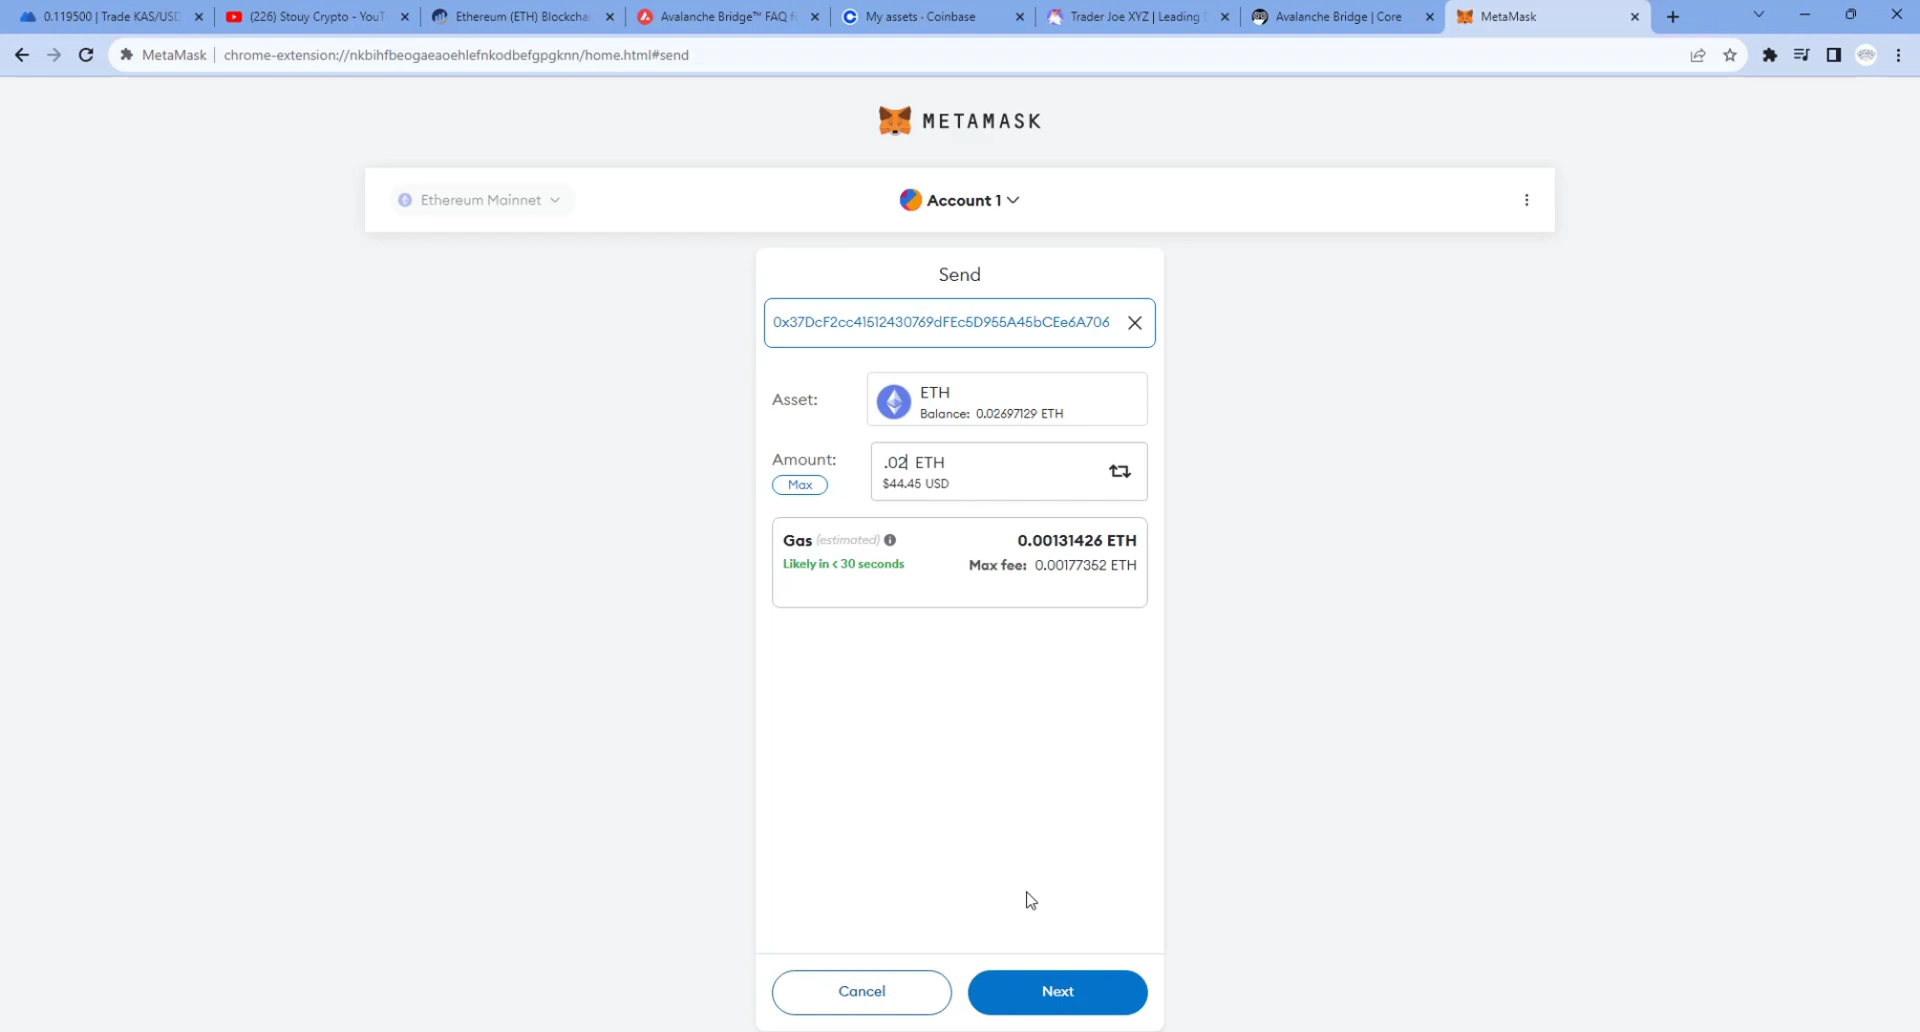 0.119500 | Trade KAS/USD
(226) Stouy Crypto - YouT
Ethereum (ETH) Blockcha
Avalanche Bridge™ FAQ f
My assets · Coinbase
Trader Joe XYZ | Leading
Avalanche Bridge | Core
MetaMask
MetaMask
chrome-extension://nkbihfbeogaeaoehlefnkodbefgpgknn/home.html#send
METAMASK
Ethereum Mainnet
Account 1
Send
0x37DcF2cc41512430769dFEc5D955A45bCEe6A706
Asset:
ETH
Balance: 0.02697129 ETH
Amount:
Max
.02 ETH
$44.45 USD
Gas (estimated)
0.00131426 ETH
Likely in < 30 seconds
Max fee: 0.00177352 ETH
Cancel
Next